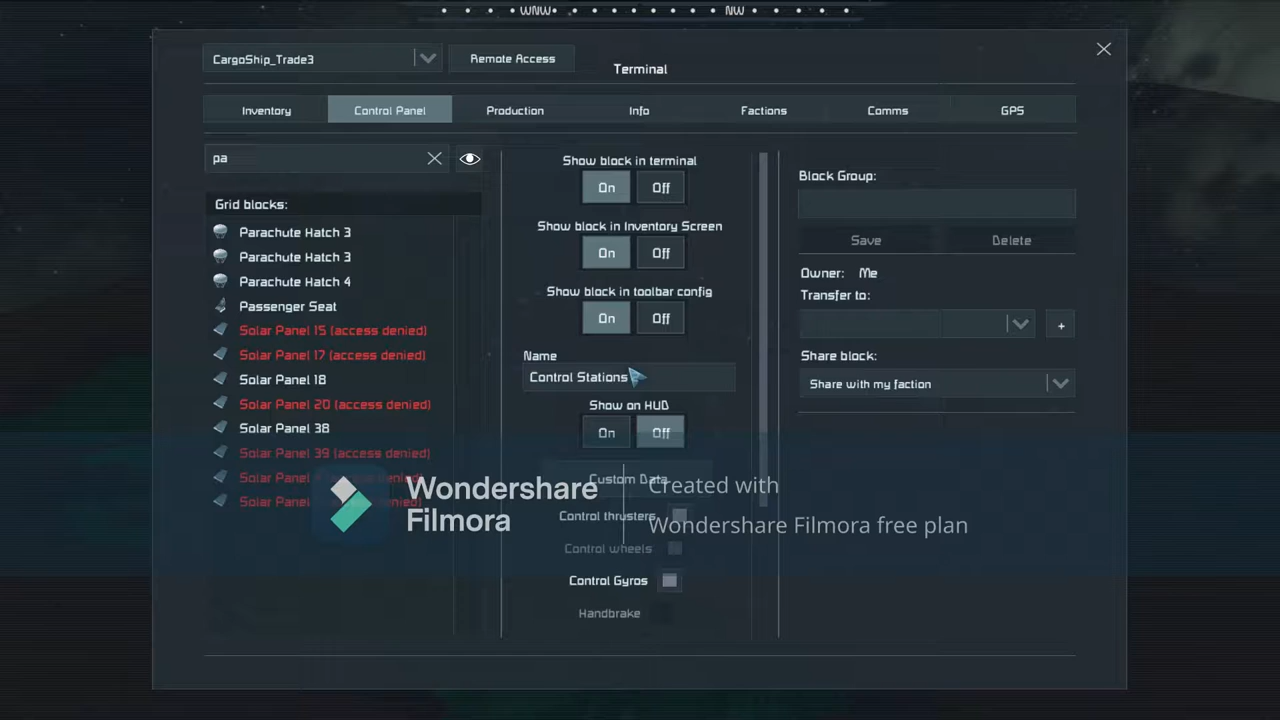 WNW NW
CargoShip_Trade3 Remote Access
Terminal
Inventory Control Panel Production Info Factions Comms GPS
pa
Grid blocks:
Parachute Hatch 3
Parachute Hatch 3
Parachute Hatch 4
Passenger Seat
Solar Panel 15 (access denied)
Solar Panel 17 (access denied)
Solar Panel 18
Solar Panel 20 (access denied)
Solar Panel 38
Solar Panel 39 (access denied)
Solar Panel
Solar Panel
Show block in terminal
On Off
Show block in Inventory Screen
On Off
Show block in toolbar config
On Off
Name
Control Stations
Show on HUD
On Off
Custom Data
Control thrusters
Control wheels
Control Gyros
Handbrake
Block Group:
Save Delete
Owner: Me
Transfer to:
+
Share block:
Share with my faction
Wondershare
Filmora
Created with
Wondershare Filmora free plan